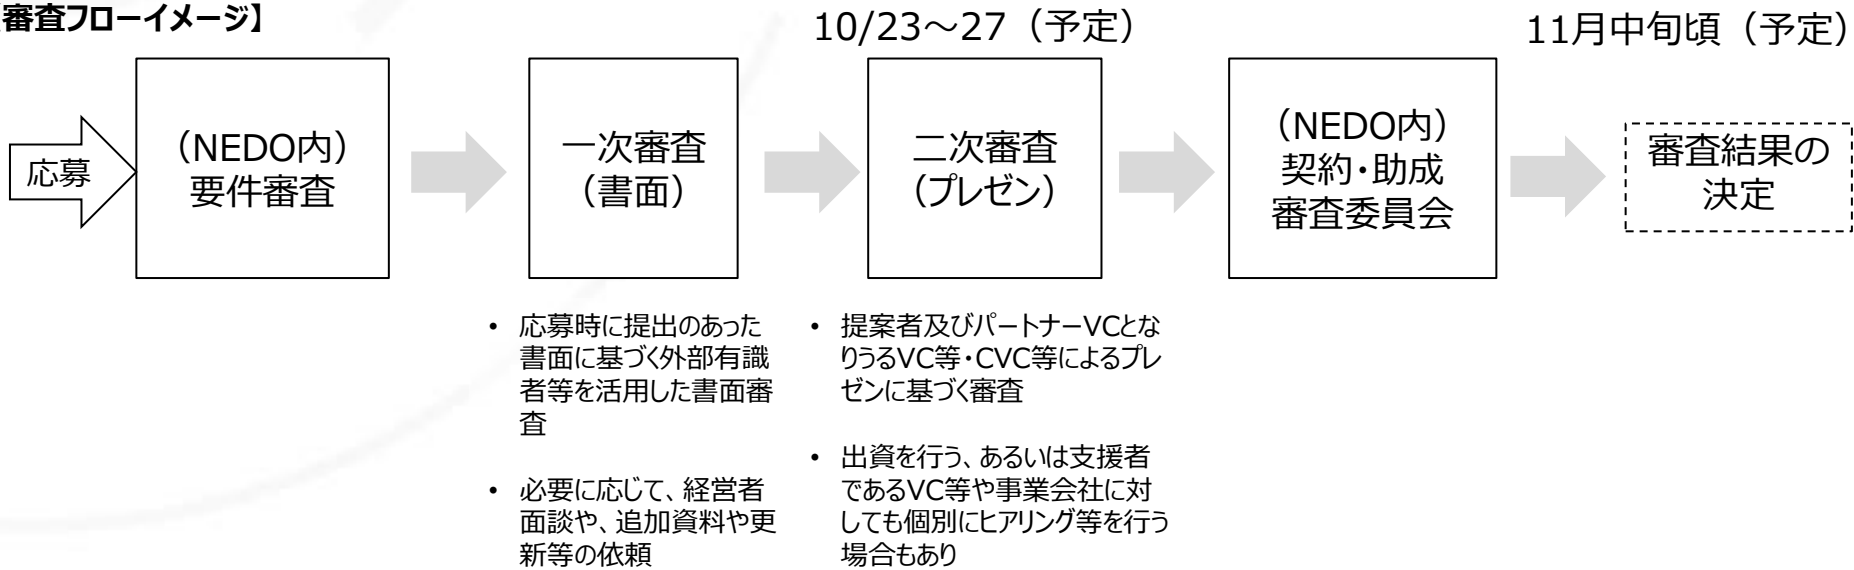 審査フローイメージ】
10/23～27（予定）
11月中旬頃（予定）
応募
（NEDO内）
要件審査
一次審査
（書面）
二次審査
（プレゼン）
（NEDO内）
契約・助成
審査委員会
審査結果の
決定
• 応募時に提出のあった
書面に基づく外部有識
者等を活用した書面審
査
• 必要に応じて、経営者
面談や、追加資料や更
新等の依頼
• 提案者及びパートナーVCとな
りうるVC等・CVC等によるプレ
ゼンに基づく審査
• 出資を行う、あるいは支援者
であるVC等や事業会社に対
しても個別にヒアリング等を行う
場合もあり